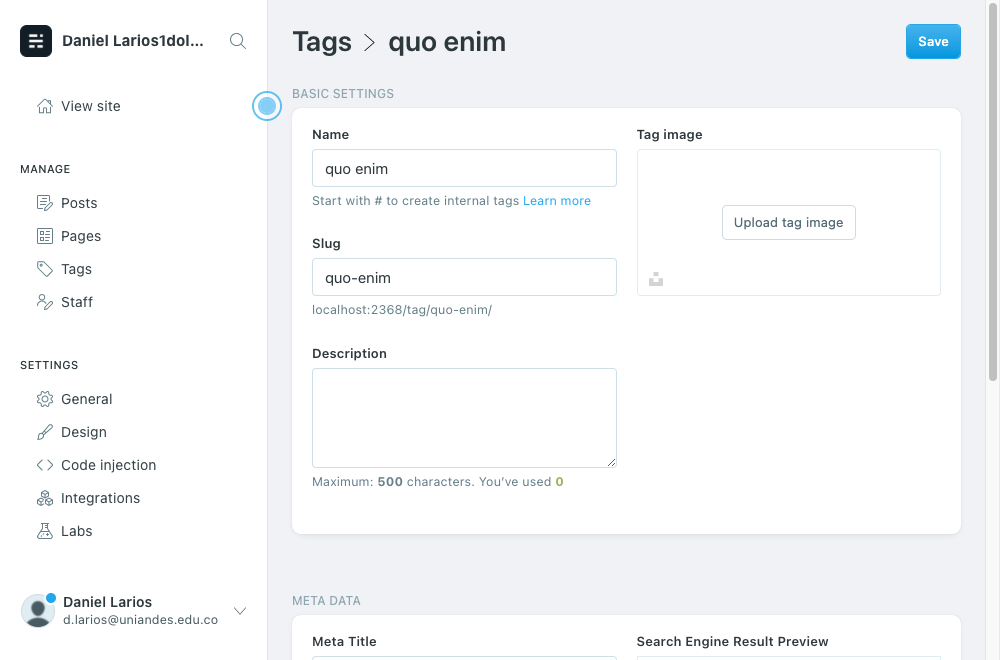 Daniel Larios1dol...
View site
MANAGE
Posts
Pages
Tags
Staff
SETTINGS
General
Design
Code injection
Integrations
Labs
Daniel Larios
d.larios@uniandes.edu.co
Tags > quo enim
Save
BASIC SETTINGS
Name
quo enim
Start with # to create internal tags Learn more
Slug
quo-enim
localhost:2368/tag/quo-enim/
Description
Maximum: 500 characters. You've used 0
Tag image
Upload tag image
META DATA
Meta Title
Search Engine Result Preview